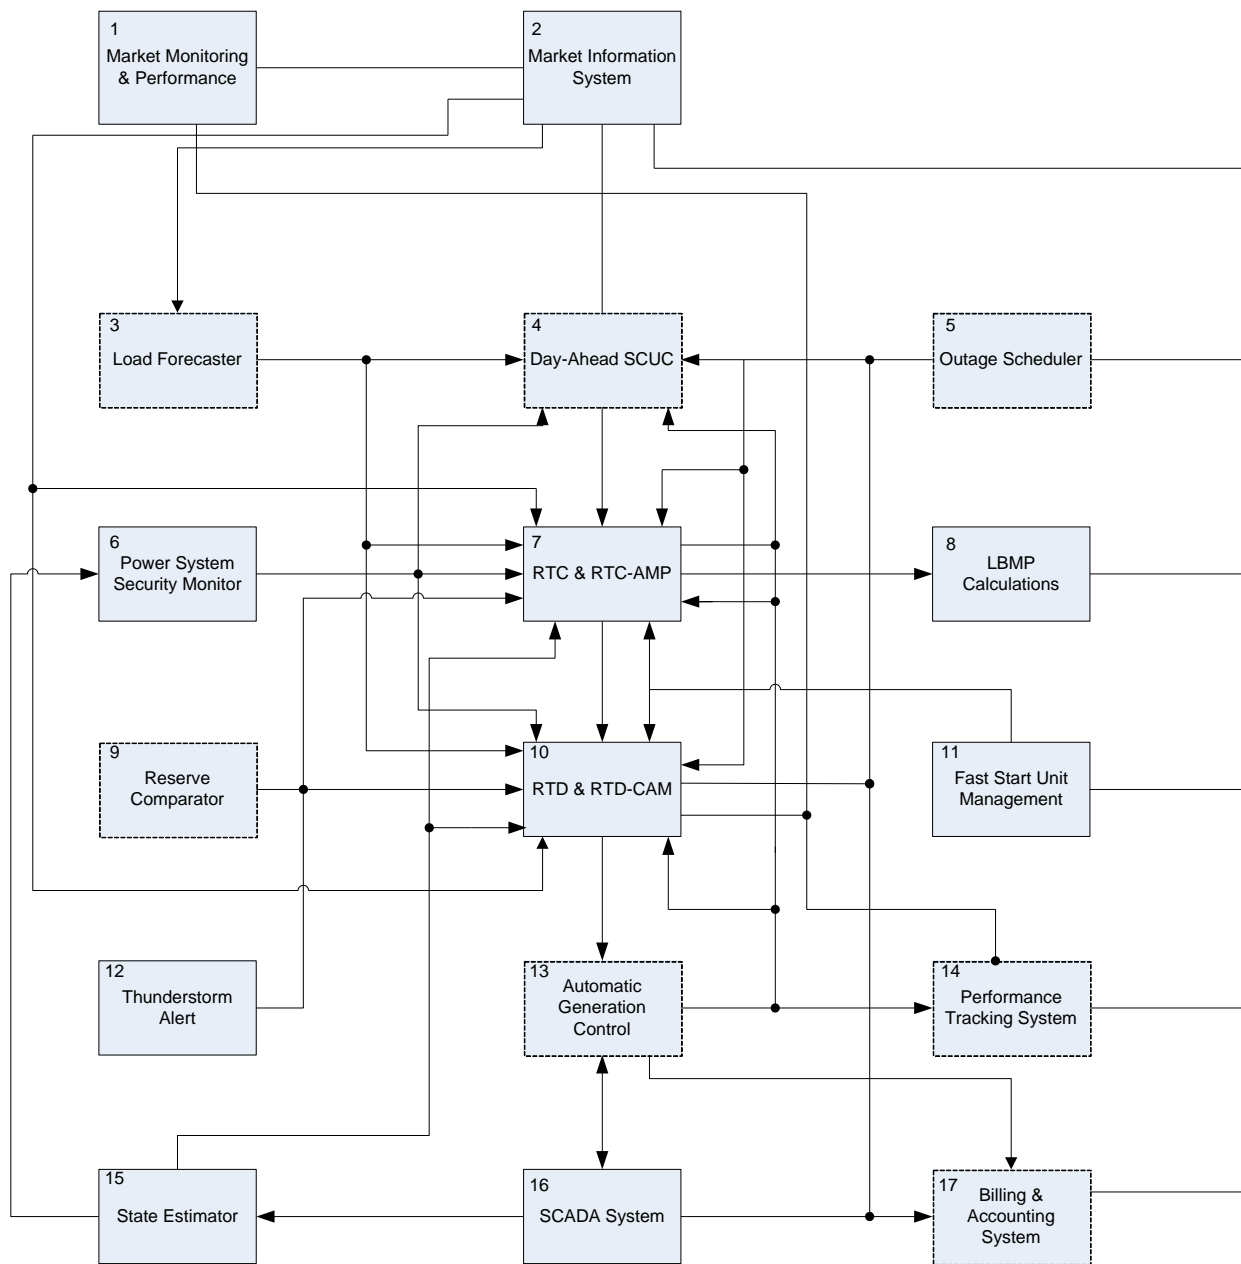 1
Market Monitoring
& Performance
2
Market Information
System
3
Load Forecaster
4
Day-Ahead SCUC
5
Outage Scheduler
6
Power System
Security Monitor
7
RTC & RTC-AMP
8
LBMP
Calculations
9
Reserve
Comparator
10
RTD & RTD-CAM
11
Fast Start Unit
Management
12
Thunderstorm
Alert
13
Automatic
Generation
Control
14
Performance
Tracking System
15
State Estimator
16
SCADA System
17
Billing &
Accounting
System